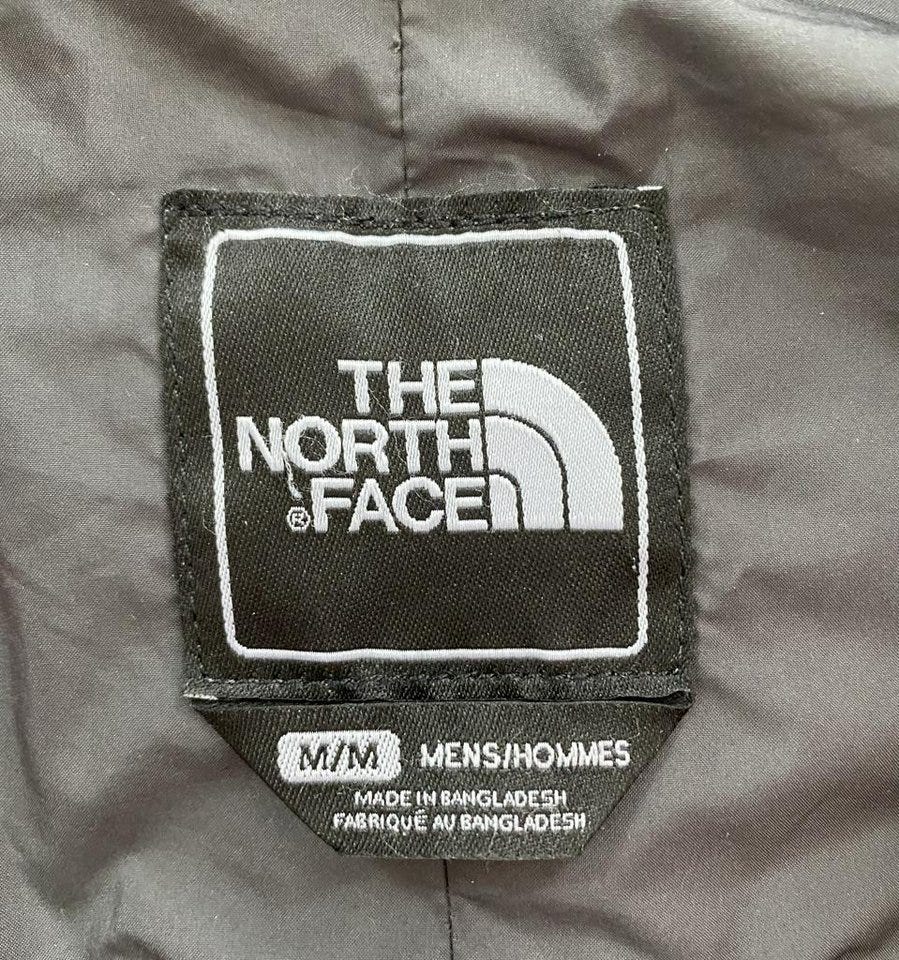 THE
NORTH
®FACE
M/M MENS/HOMMES
MADE IN BANGLADESH
FABRIQUÉ AU BANGLADESH